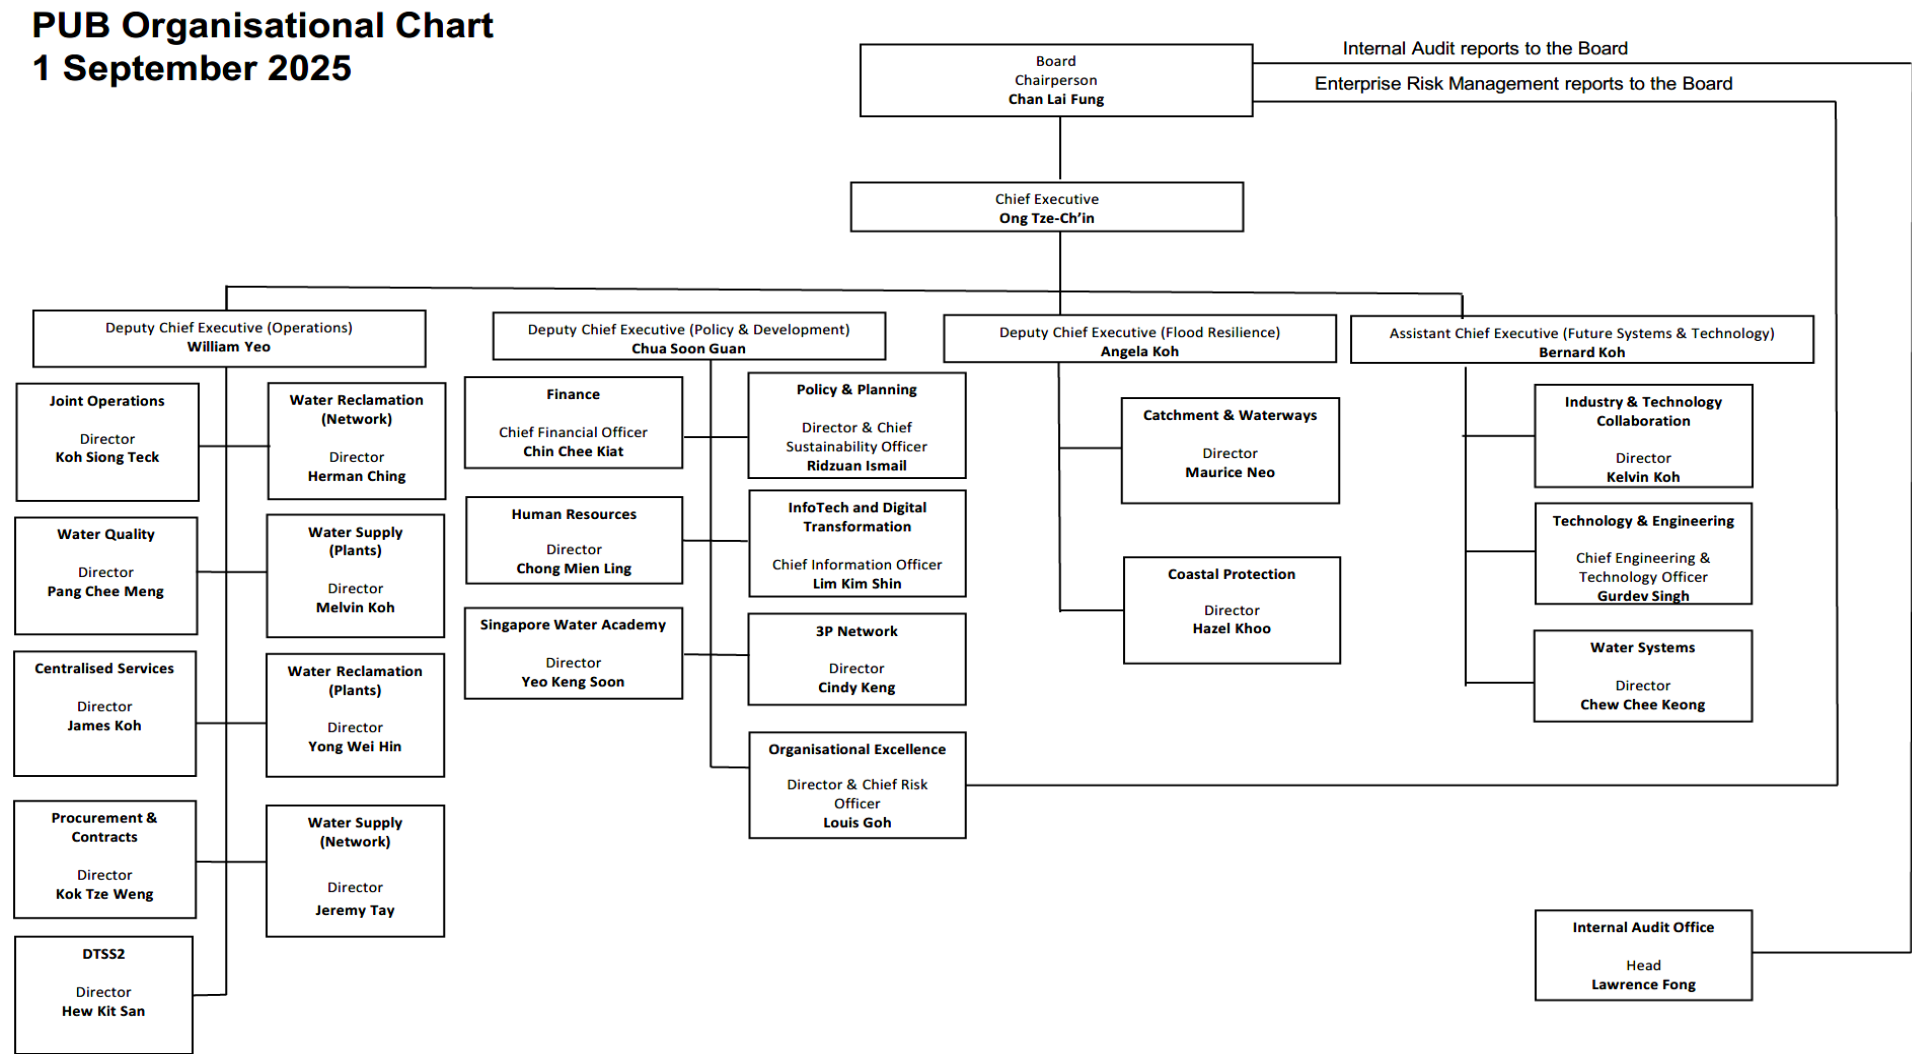 PUB Organisational Chart
1 September 2025
Internal Audit reports to the Board
Enterprise Risk Management reports to the Board
Board
Chairperson
Chan Lai Fung
Chief Executive
Ong Tze-Ch’in
Deputy Chief Executive (Operations)
William Yeo
Joint Operations
Director
Koh Siong Teck
Water Reclamation
(Network)
Director
Herman Ching
Water Quality
Director
Pang Chee Meng
Water Supply
(Plants)
Director
Melvin Koh
Centralised Services
Director
James Koh
Water Reclamation
(Plants)
Director
Yong Wei Hin
Procurement &
Contracts
Director
Kok Tze Weng
Water Supply
(Network)
Director
Jeremy Tay
DTSS2
Director
Hew Kit San
Deputy Chief Executive (Policy & Development)
Chua Soon Guan
Finance
Chief Financial Officer
Chin Chee Kiat
Policy & Planning
Director & Chief
Sustainability Officer
Ridzuan Ismail
Human Resources
Director
Chong Mien Ling
InfoTech and Digital
Transformation
Chief Information Officer
Lim Kim Shin
Singapore Water Academy
Director
Yeo Keng Soon
3P Network
Director
Cindy Keng
Organisational Excellence
Director & Chief Risk
Officer
Louis Goh
Deputy Chief Executive (Flood Resilience)
Angela Koh
Catchment & Waterways
Director
Maurice Neo
Coastal Protection
Director
Hazel Khoo
Assistant Chief Executive (Future Systems & Technology)
Bernard Koh
Industry & Technology
Collaboration
Director
Kelvin Koh
Technology & Engineering
Chief Engineering &
Technology Officer
Gurdev Singh
Water Systems
Director
Chew Chee Keong
Internal Audit Office
Head
Lawrence Fong